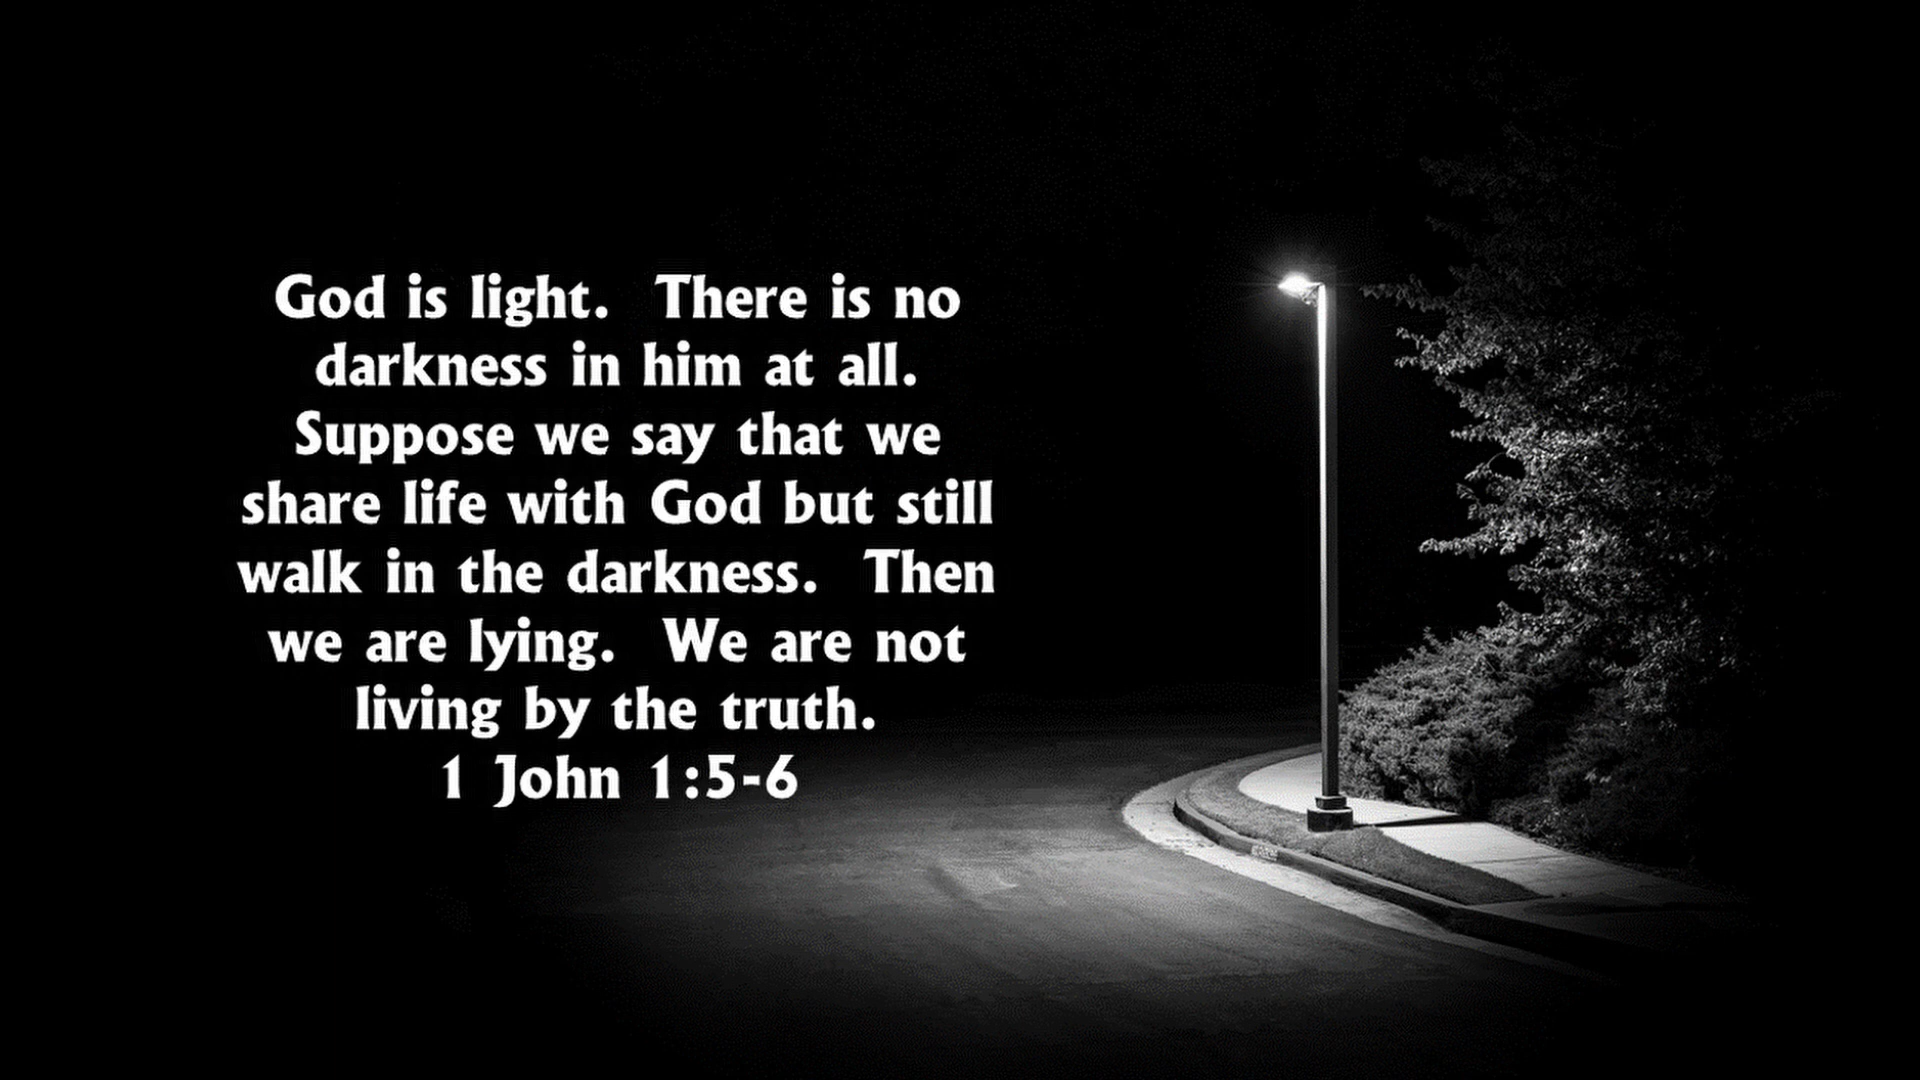 God is light.  There is no
darkness in him at all.
Suppose we say that we
share life with God but still
walk in the darkness.  Then
we are lying.  We are not
living by the truth.
1 John 1:5-6